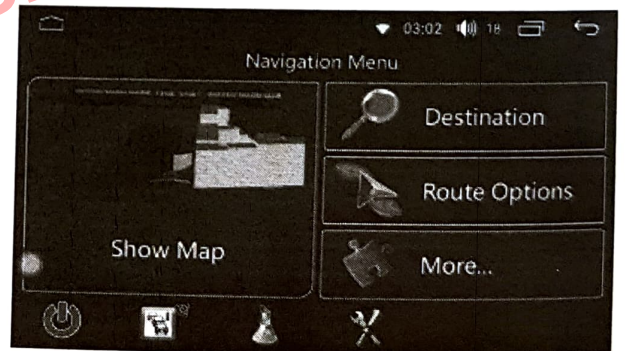 03:02 18
Navigation Menu
Destination
Route Options
Show Map
More...